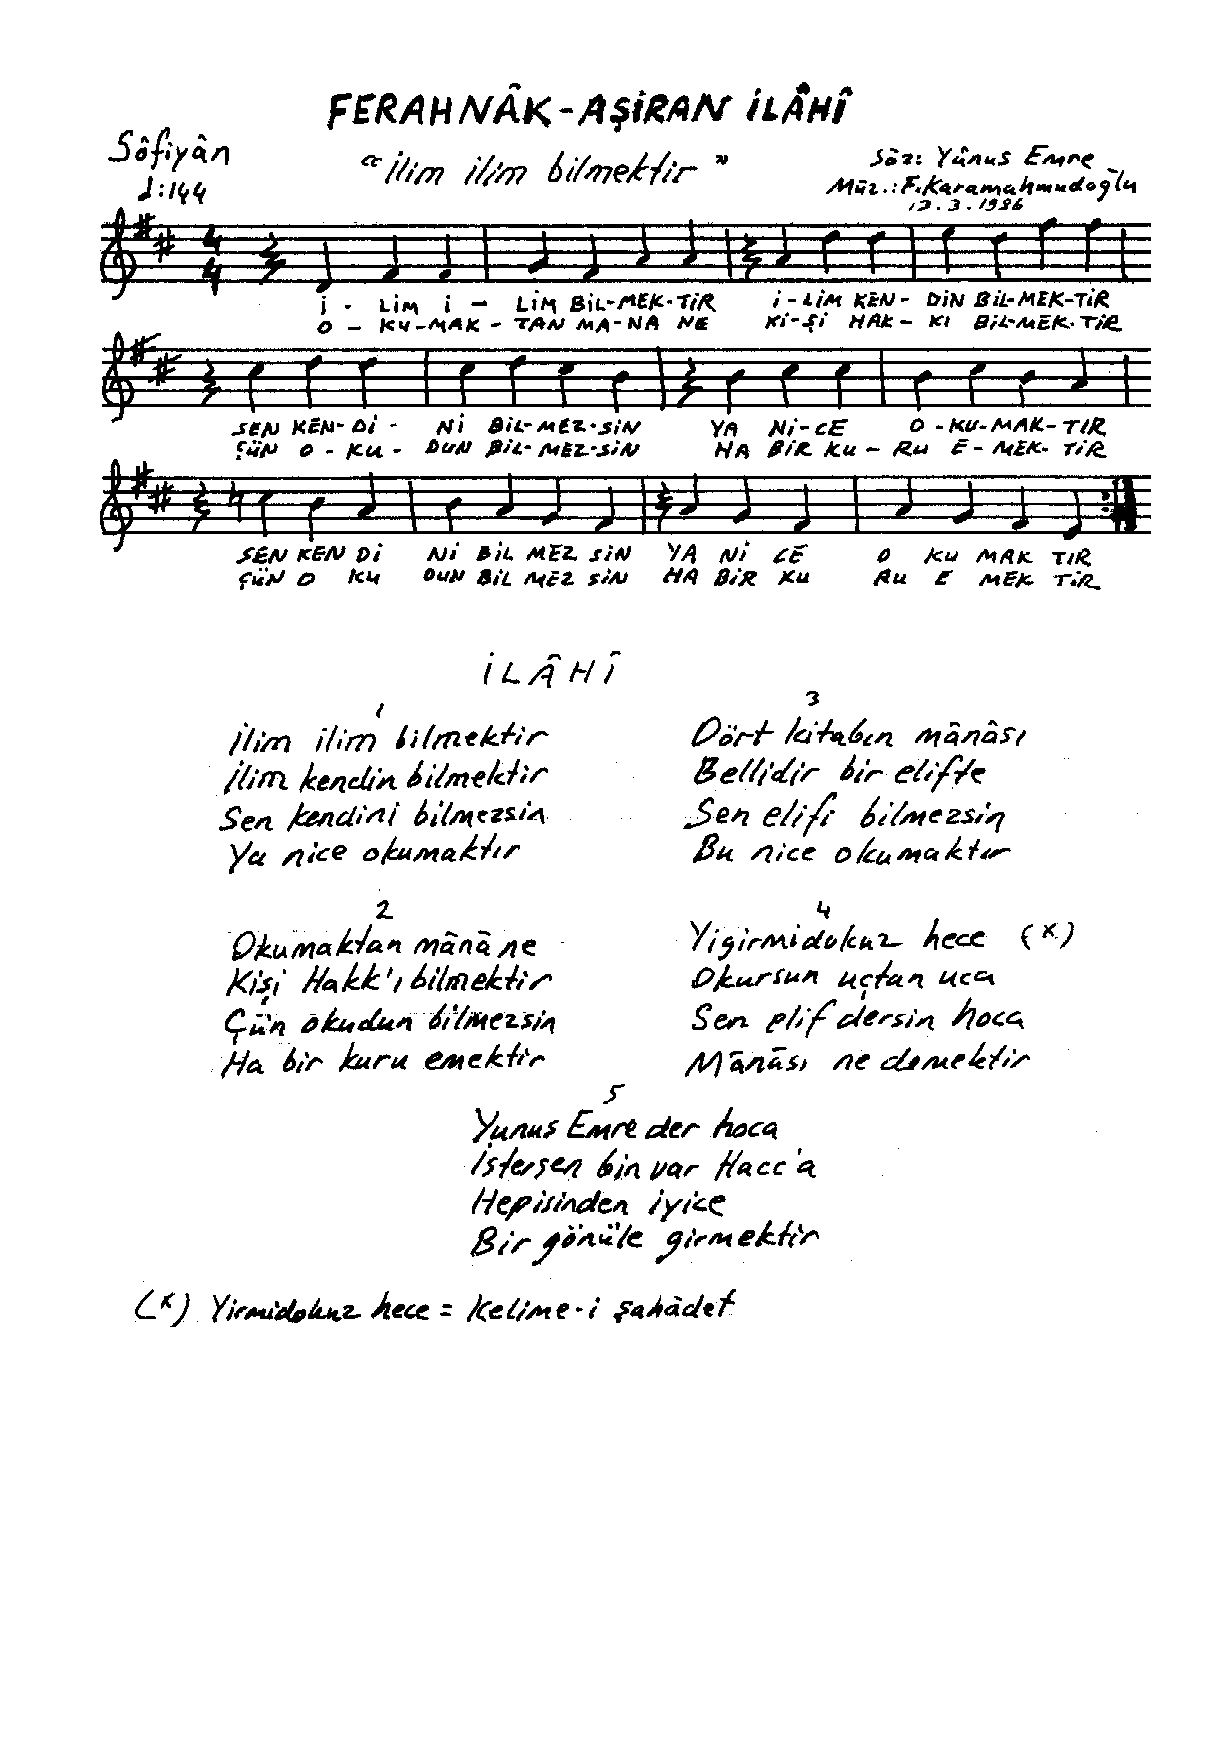 FERAHNÂK-AŞİRAN İLÂHÎ
Sôfiyân
"İlim ilim bilmektir"
Söz: Yûnus Emre
♩:144
Müz.: F.Karamahmudoğlu
.3.1986
4
4
İ - LİM İ - LİM BİL-MEK-TİR İ-LİM KEN- DİN BİL-MEK-TİR
O - KU-MAK - TAN MA-NA NE Kİ-Şİ HAK- KI BİL-MEK-TİR
SEN KEN-Dİ - Nİ BİL-MEZ-SİN YA Nİ-CE O-KU-MAK-TIR
ÇÜN O-KU- DUN BİL-MEZ-SİN HA BİR KU-RU E-MEK-TİR
SEN KEN Dİ Nİ BİL MEZ SİN YA Nİ CE O KU MAK TIR
ÇÜN O KU DUN BİL MEZ SİN HA BİR KU RU E MEK TİR
İLÂHÎ
1
İlim ilim bilmektir
İlim kendin bilmektir
Sen kendini bilmezsin
Ya nice okumaktır
2
Okumaktan mânâ ne
Kişi Hakk'ı bilmektir
Çün okudun bilmezsin
Ha bir kuru emektir
3
Dört kitabın mânâsı
Bellidir bir elifte
Sen elifi bilmezsin
Bu nice okumaktır
4
Yigirmidokuz hece (x)
Okursun uçtan uca
Sen elif dersin hoca
Mânâsı ne demektir
5
Yunus Emre der hoca
İstersen bin var Hacc'a
Hepisinden iyice
Bir gönüle girmektir
(x) Yirmidokuz hece = Kelime-i şahâdet